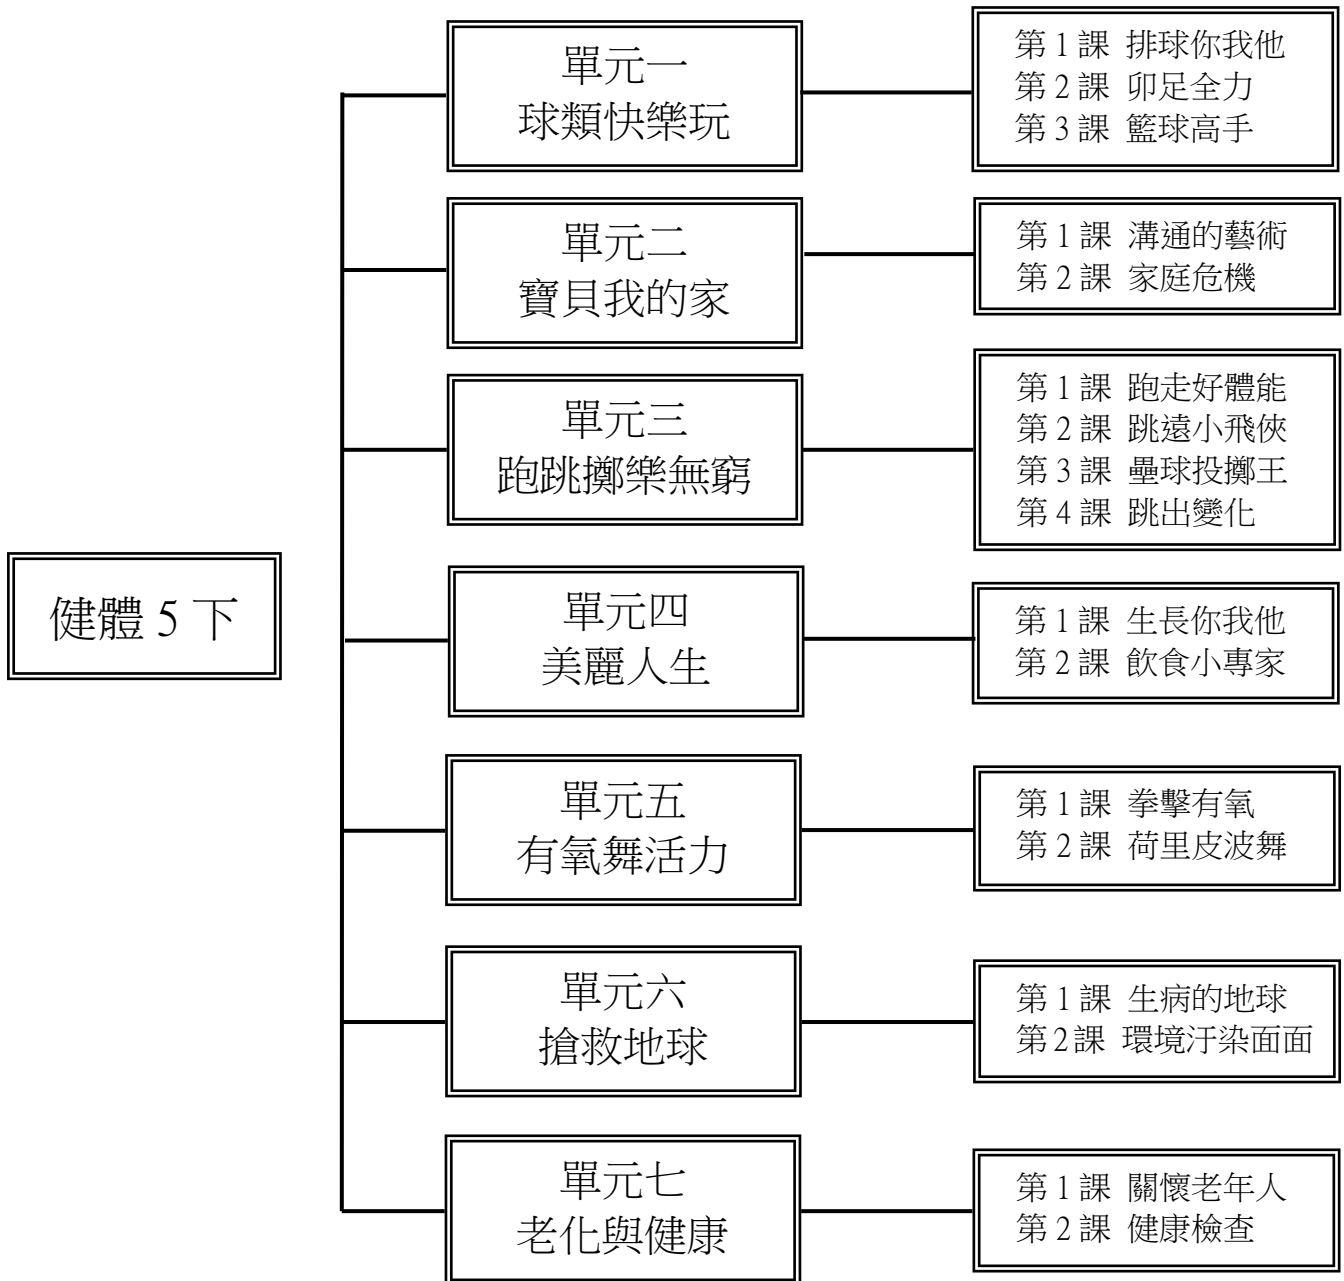 健體 5 下
單元一
球類快樂玩
第 1 課 排球你我他
第 2 課 卯足全力
第 3 課 籃球高手
單元二
寶貝我的家
第 1 課 溝通的藝術
第 2 課 家庭危機
單元三
跑跳擲樂無窮
第 1 課 跑走好體能
第 2 課 跳遠小飛俠
第 3 課 壘球投擲王
第 4 課 跳出變化
單元四
美麗人生
第 1 課 生長你我他
第 2 課 飲食小專家
單元五
有氧舞活力
第 1 課 拳擊有氧
第 2 課 荷里皮波舞
單元六
搶救地球
第 1 課 生病的地球
第 2 課 環境汙染面面
單元七
老化與健康
第 1 課 關懷老年人
第 2 課 健康檢查